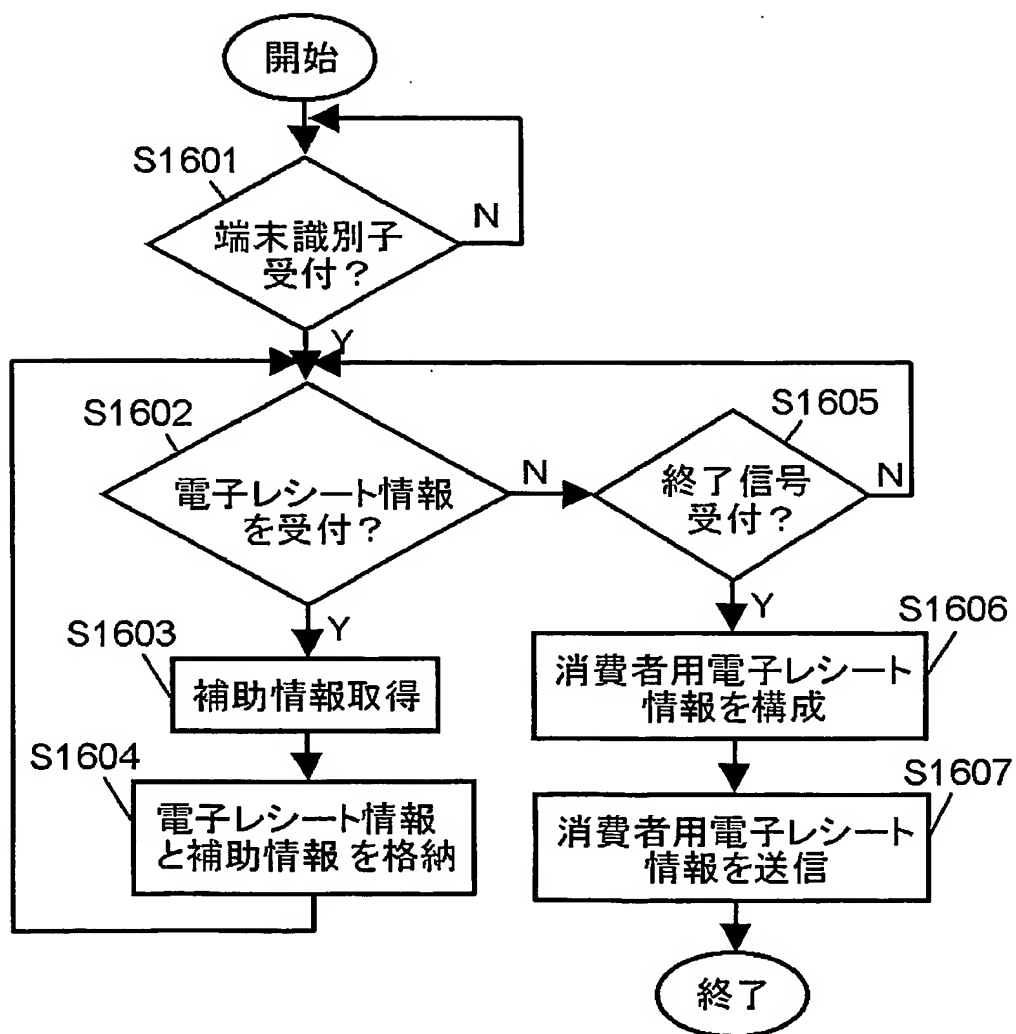 開始
S1601
端末識別子
受付？
N
Y
S1602
電子レシート情報
を受付？
N
S1605
終了信号
受付？
N
Y
Y
S1603
補助情報取得
S1606
消費者用電子レシート
情報を構成
S1604
電子レシート情報
と補助情報を格納
S1607
消費者用電子レシート
情報を送信
終了